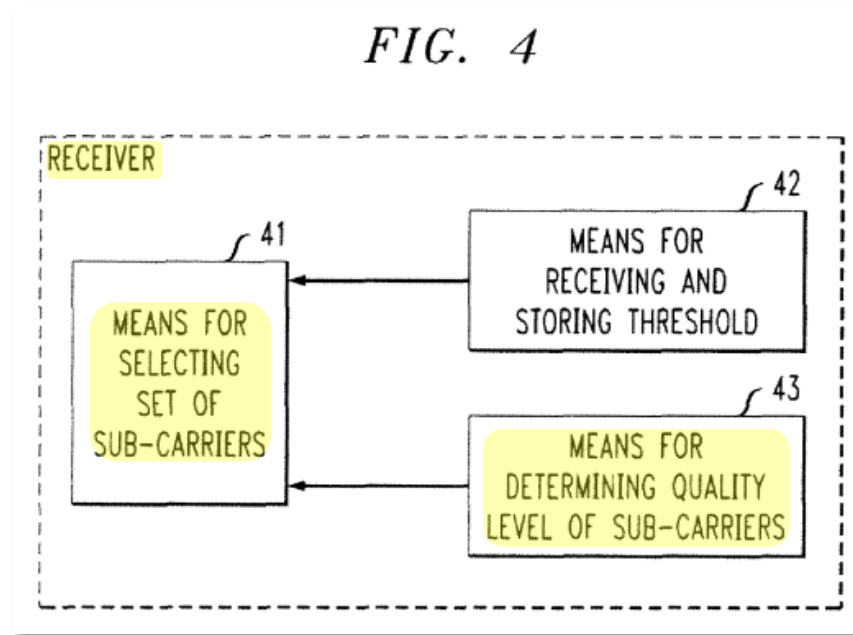 FIG. 4
RECEIVER
41
MEANS FOR
SELECTING
SET OF
SUB-CARRIERS
42
MEANS FOR
RECEIVING AND
STORING THRESHOLD
43
MEANS FOR
DETERMINING QUALITY
LEVEL OF SUB-CARRIERS